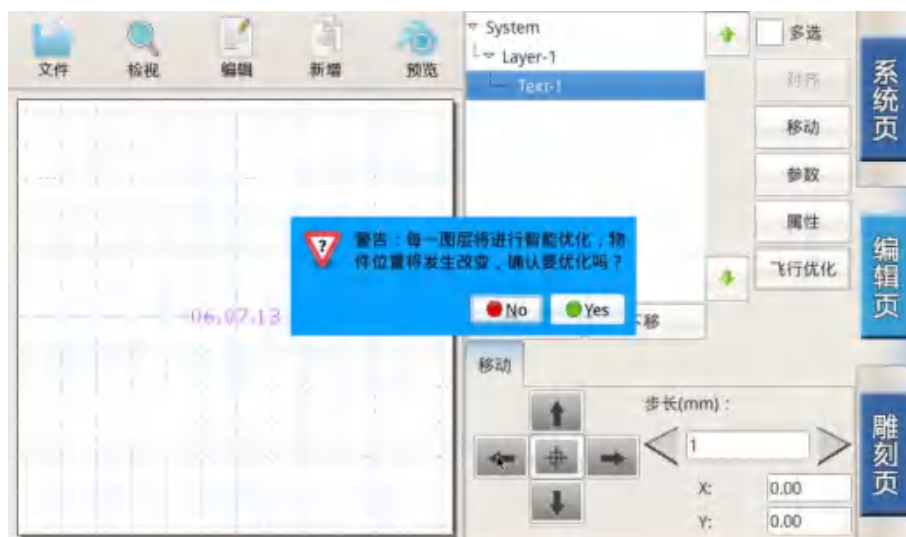 文件 检视 编辑 新增 预览
System
Layer-1
Text-1
多选
对齐
移动
参数
属性
飞行优化
系统页
编辑页
雕刻页
06,07,13
警告：每一图层将进行智能优化，物
件位置将发生改变，确认要优化吗？
No Yes
下移
移动
步长(mm)：
1
X: 0.00
Y: 0.00